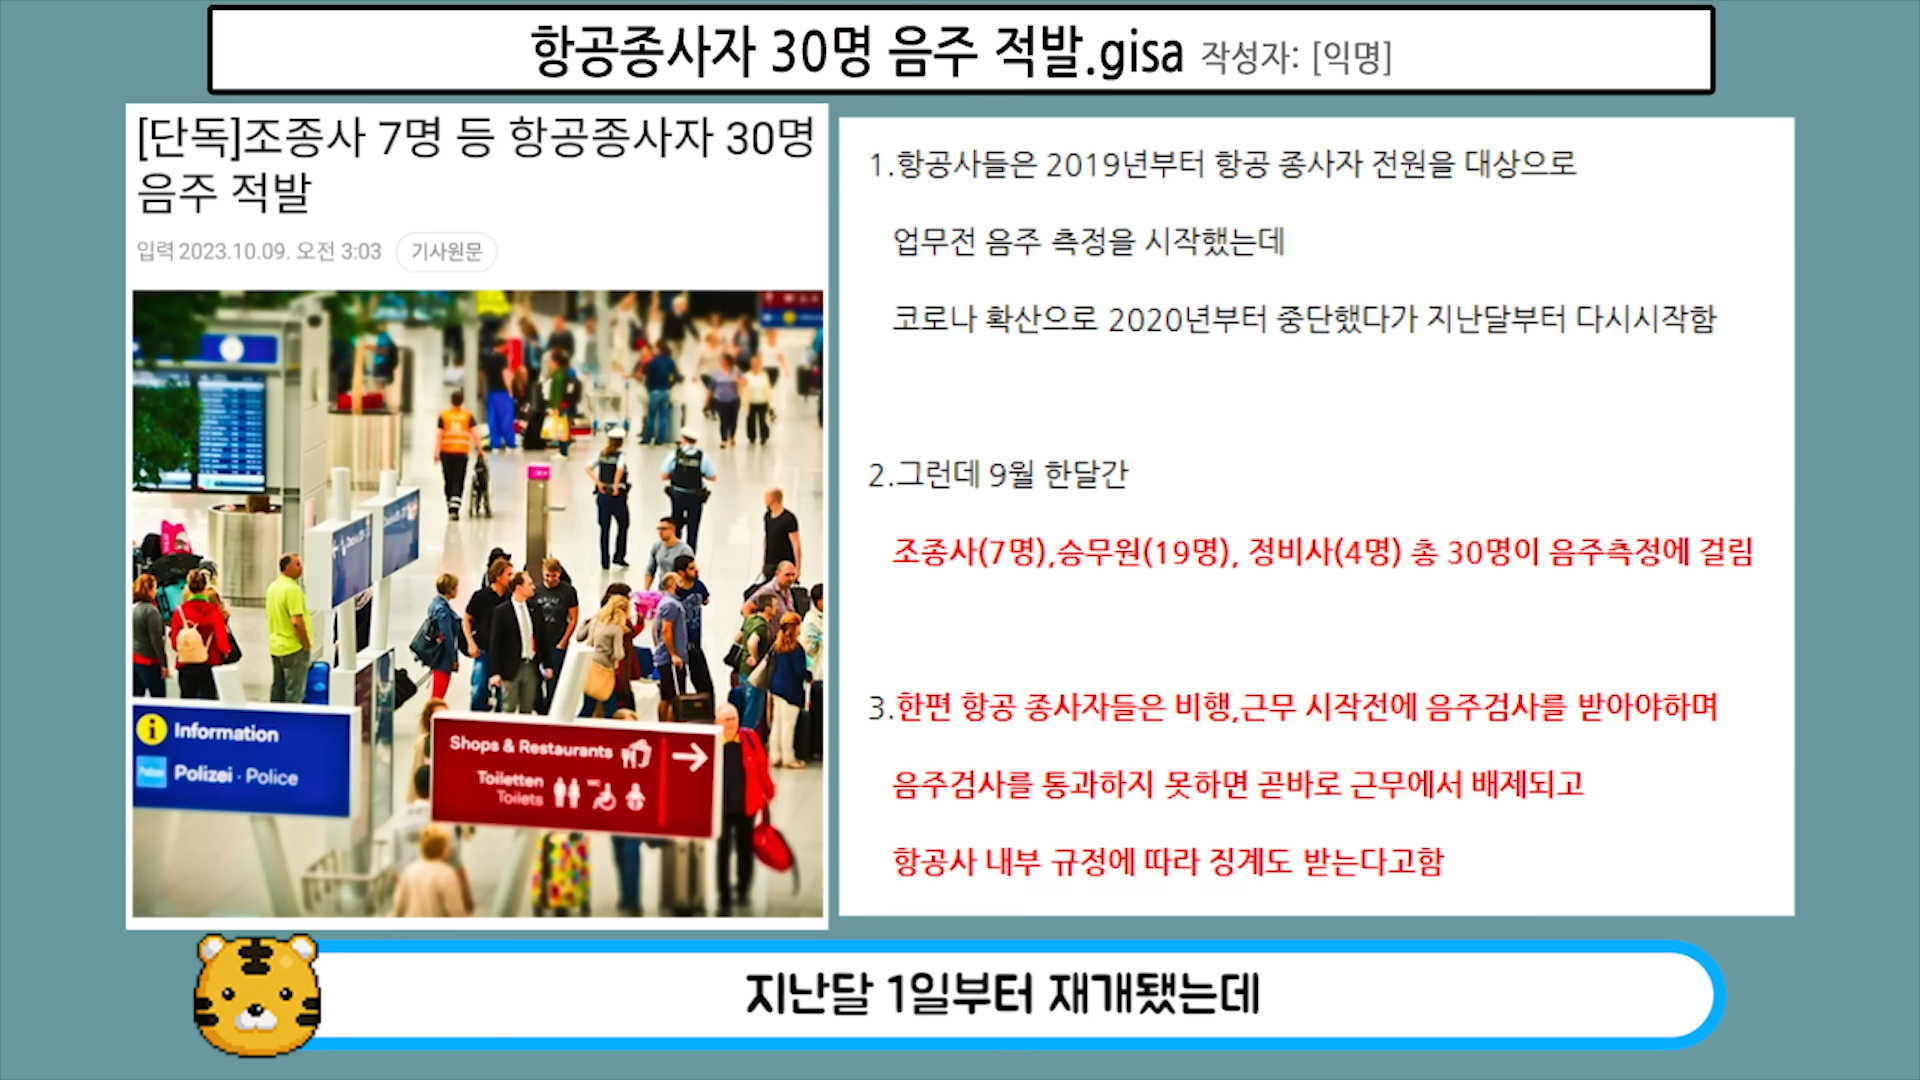 항공종사자 30명 음주 적발.gisa 작성자: [익명]
[단독]조종사 7명 등 항공종사자 30명
음주 적발
입력 2023.10.09. 오전 3:03 기사원문
Information
Polizei · Police
Shops & Restaurants
Toiletten
Toilets
1.항공사들은 2019년부터 항공 종사자 전원을 대상으로
업무전 음주 측정을 시작했는데
코로나 확산으로 2020년부터 중단했다가 지난달부터 다시시작함
2.그런데 9월 한달간
조종사(7명),승무원(19명), 정비사(4명) 총 30명이 음주측정에 걸림
3.한편 항공 종사자들은 비행,근무 시작전에 음주검사를 받아야하며
음주검사를 통과하지 못하면 곧바로 근무에서 배제되고
항공사 내부 규정에 따라 징계도 받는다고함
지난달 1일부터 재개됐는데